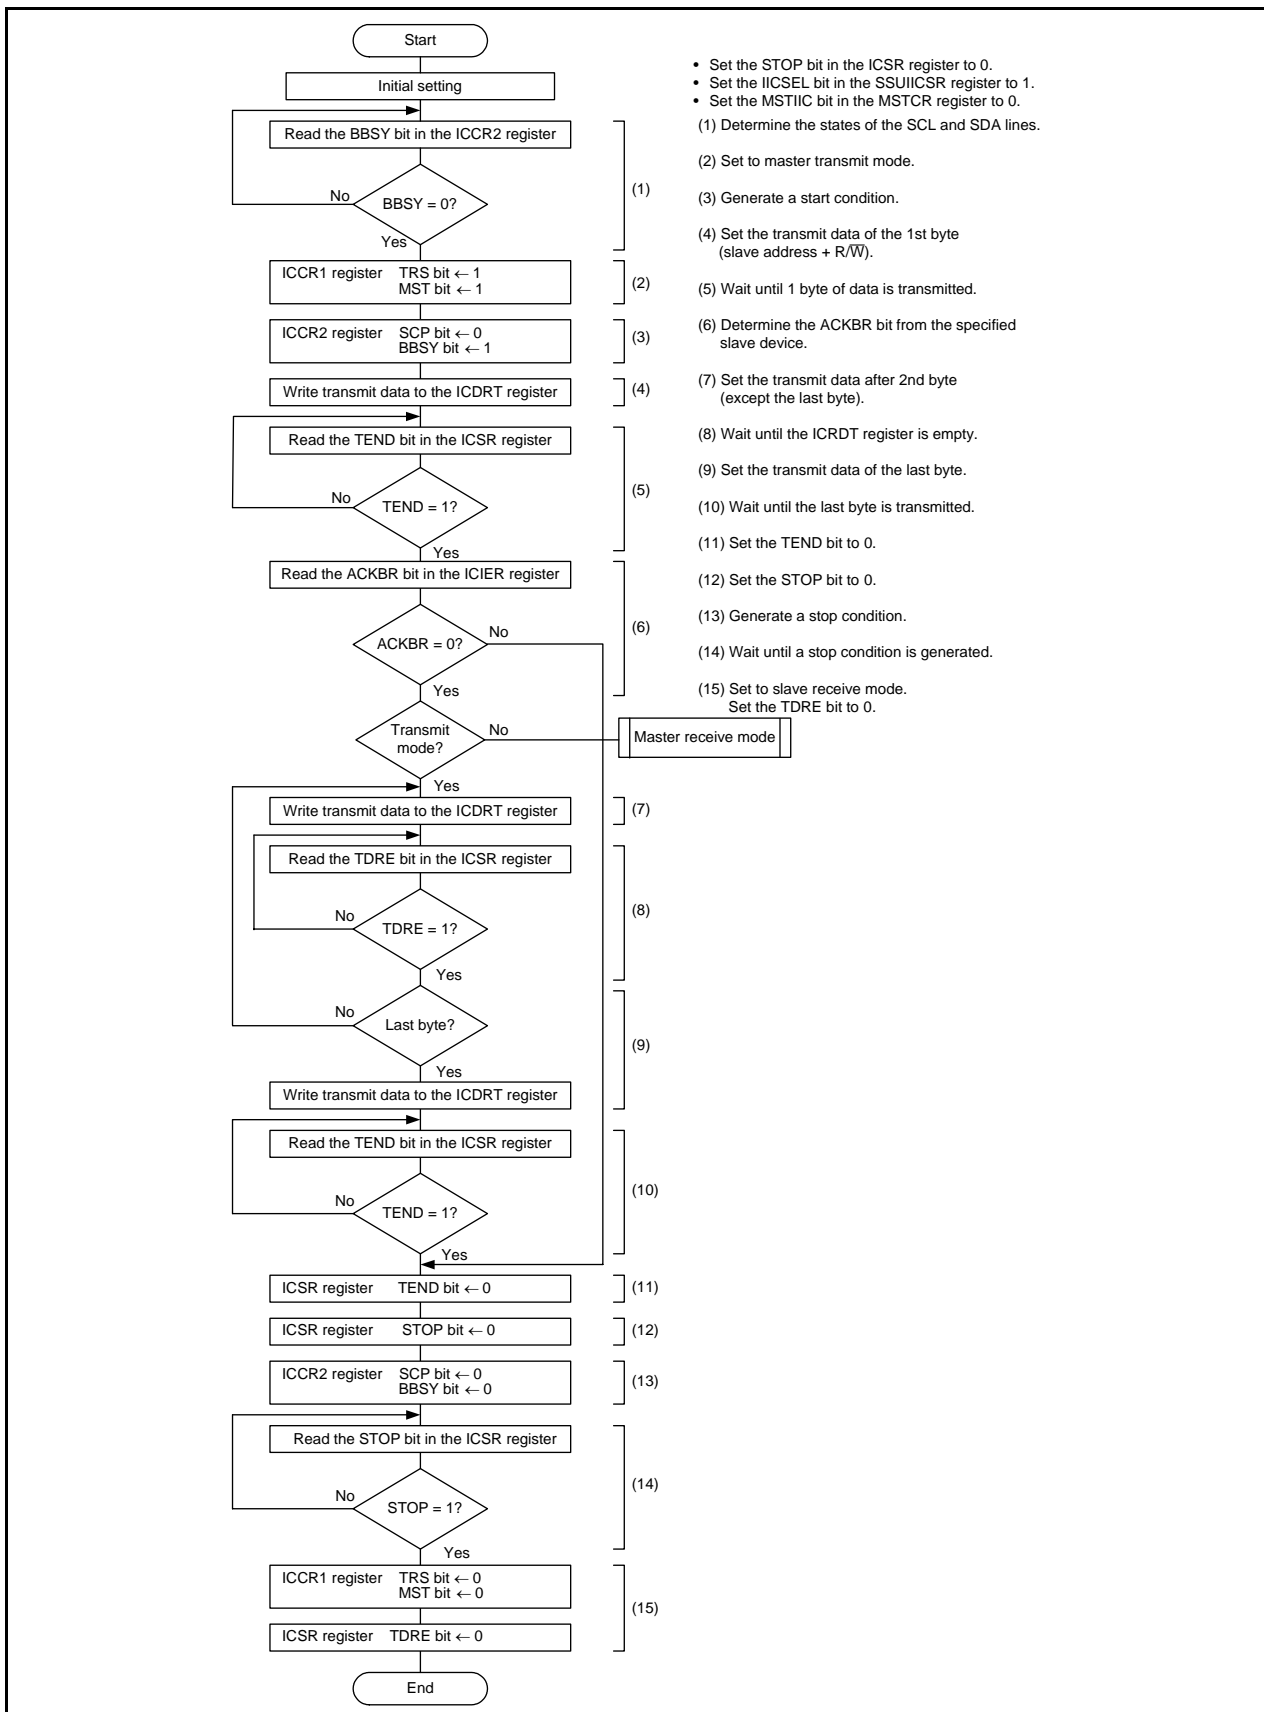 Start
Initial setting
Read the BBSY bit in the ICCR2 register
No
BBSY = 0?
Yes
(1)
ICCR1 register TRS bit ← 1
MST bit ← 1
(2)
ICCR2 register SCP bit ← 0
BBSY bit ← 1
(3)
Write transmit data to the ICDRT register
(4)
Read the TEND bit in the ICSR register
No
TEND = 1?
Yes
(5)
Read the ACKBR bit in the ICIER register
ACKBR = 0?
No
Yes
(6)
Transmit
mode?
No
Master receive mode
Yes
Write transmit data to the ICDRT register
(7)
Read the TDRE bit in the ICSR register
No
TDRE = 1?
Yes
(8)
No
Last byte?
Yes
(9)
Write transmit data to the ICDRT register
Read the TEND bit in the ICSR register
No
TEND = 1?
Yes
(10)
ICSR register TEND bit ← 0
(11)
ICSR register STOP bit ← 0
(12)
ICCR2 register SCP bit ← 0
BBSY bit ← 0
(13)
Read the STOP bit in the ICSR register
No
STOP = 1?
Yes
(14)
ICCR1 register TRS bit ← 0
MST bit ← 0
(15)
ICSR register TDRE bit ← 0
End
• Set the STOP bit in the ICSR register to 0.
• Set the IICSEL bit in the SSUIICSR register to 1.
• Set the MSTIIC bit in the MSTCR register to 0.
(1) Determine the states of the SCL and SDA lines.
(2) Set to master transmit mode.
(3) Generate a start condition.
(4) Set the transmit data of the 1st byte
(slave address + R/W̅).
(5) Wait until 1 byte of data is transmitted.
(6) Determine the ACKBR bit from the specified
slave device.
(7) Set the transmit data after 2nd byte
(except the last byte).
(8) Wait until the ICRDT register is empty.
(9) Set the transmit data of the last byte.
(10) Wait until the last byte is transmitted.
(11) Set the TEND bit to 0.
(12) Set the STOP bit to 0.
(13) Generate a stop condition.
(14) Wait until a stop condition is generated.
(15) Set to slave receive mode.
Set the TDRE bit to 0.